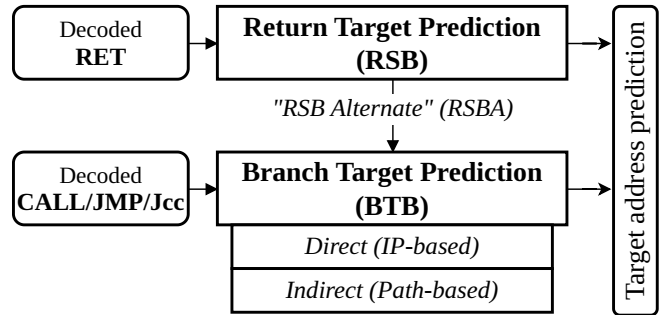 Decoded
RET
Return Target Prediction
(RSB)
"RSB Alternate" (RSBA)
Decoded
CALL/JMP/Jcc
Branch Target Prediction
(BTB)
Direct (IP-based)
Indirect (Path-based)
Target address prediction